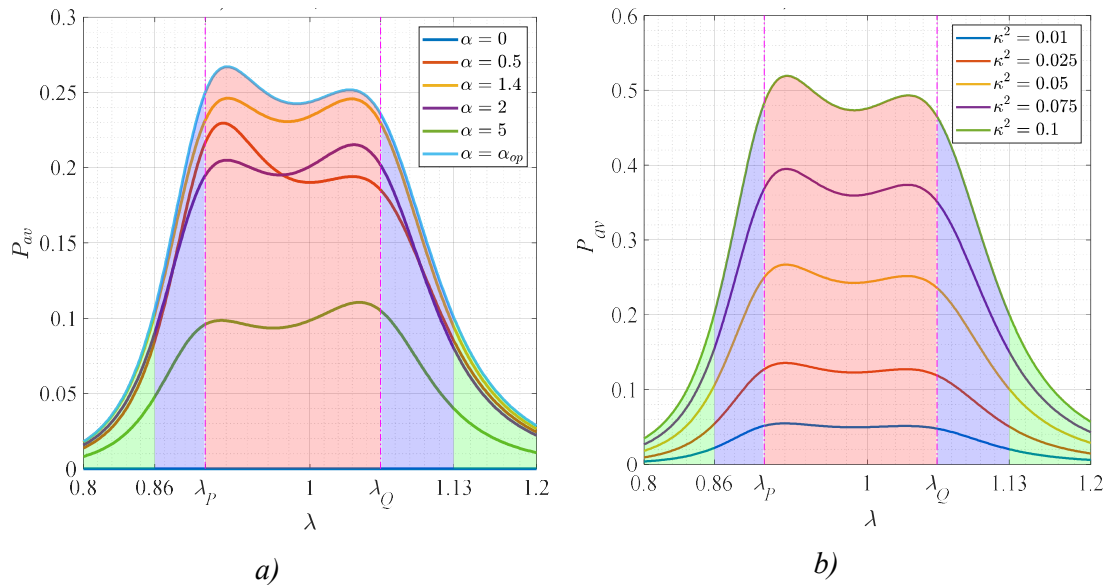 0.3
0.25
0.2
0.15
0.1
0.05
0
P_av
α = 0
α = 0.5
α = 1.4
α = 2
α = 5
α = α_op
0.8 0.86 λ_P 1 λ_Q 1.13 1.2
λ
a)
0.6
0.5
0.4
0.3
0.2
0.1
0
P_av
κ² = 0.01
κ² = 0.025
κ² = 0.05
κ² = 0.075
κ² = 0.1
0.8 0.86 λ_P 1 λ_Q 1.13 1.2
λ
b)